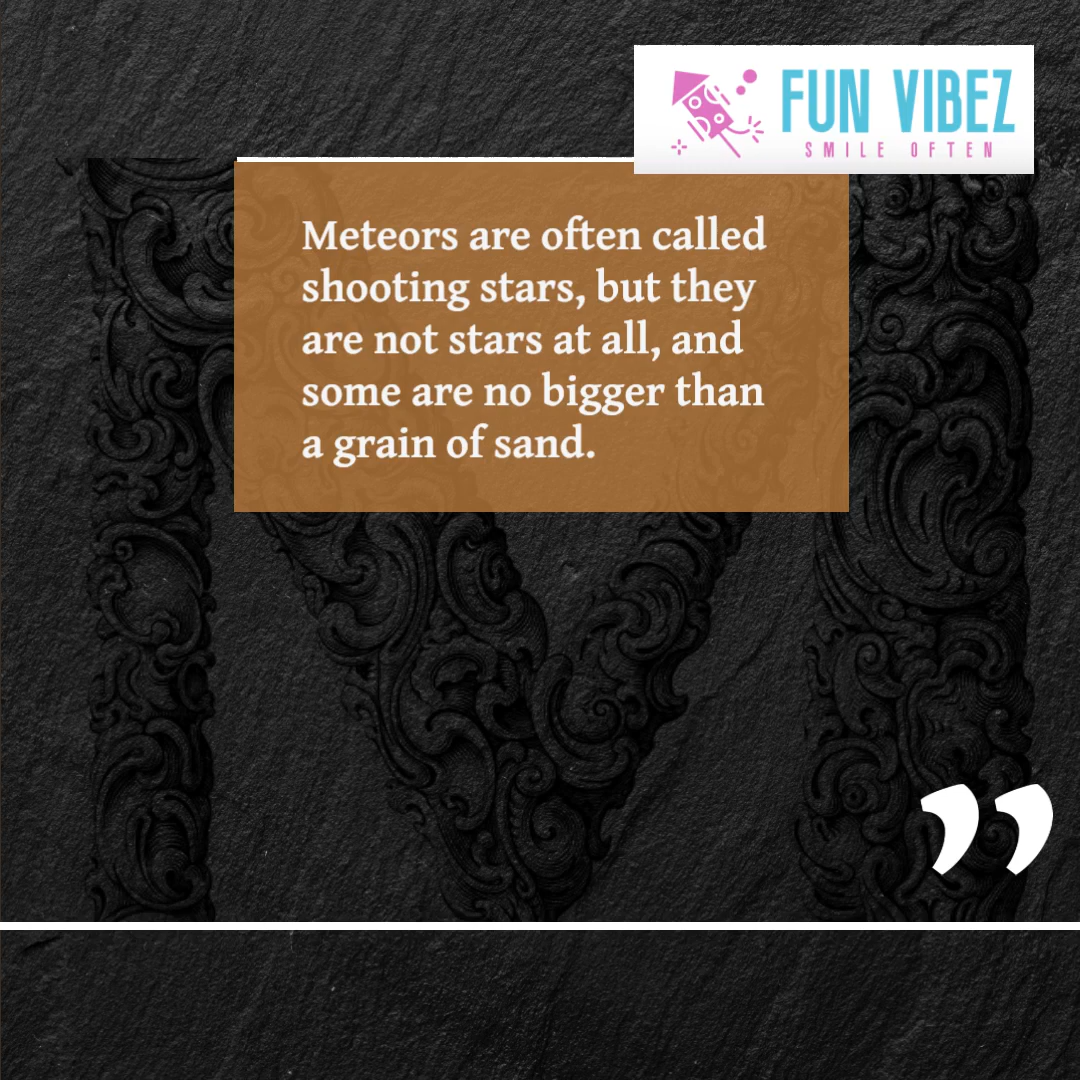 FUN VIBEZ
SMILE OFTEN
Meteors are often called
shooting stars, but they
are not stars at all, and
some are no bigger than
a grain of sand.
”